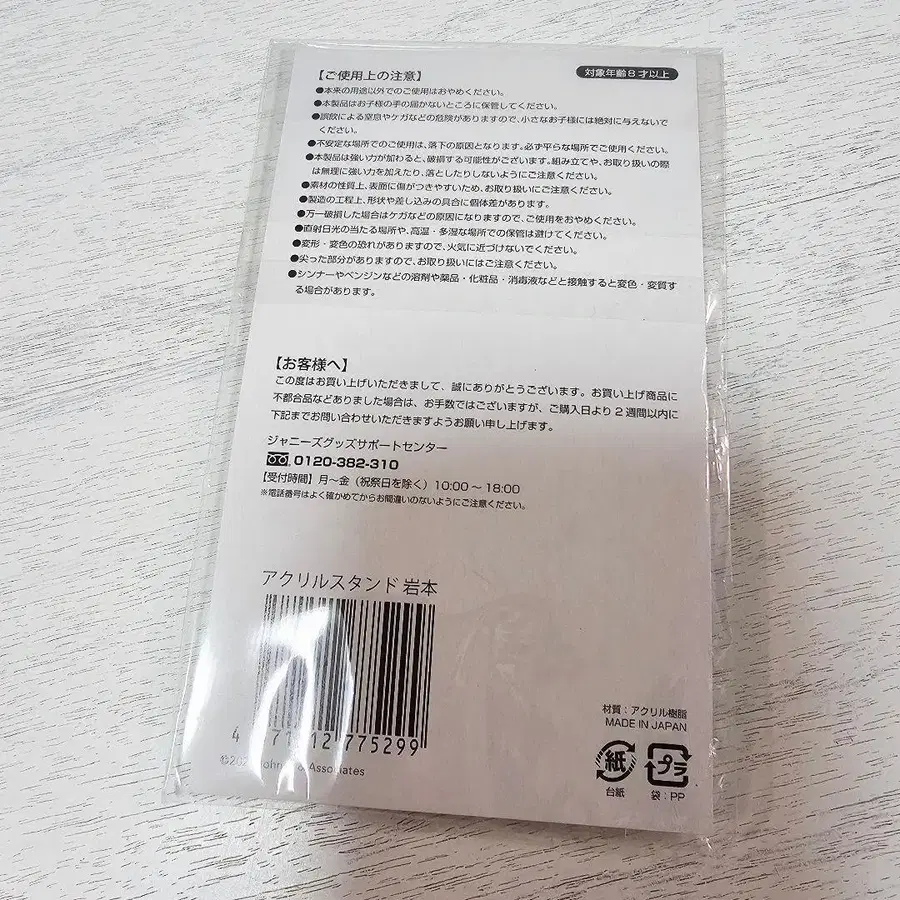 【ご使用上の注意】
対象年齢8才以上
●本来の用途以外でのご使用はおやめください。
●本製品はお子様の手の届かないところに保管してください。
●誤飲による窒息やケガなどの危険がありますので、小さなお子様には絶対に与えないで
ください。
●不安定な場所でのご使用は、落下の原因となります。必ず平らな場所でご使用ください。
●本製品は強い力が加わると、破損する可能性がございます。組み立てや、お取り扱いの際
は無理に強い力を加えたり、落としたりしないようにご注意ください。
●素材の性質上、表面に傷がつきやすいため、お取り扱いにご注意ください。
●製造の工程上、形状や差し込みの具合に個体差があります。
●万一破損した場合はケガなどの原因になりますので、ご使用をおやめください。
●直射日光の当たる場所や、高温・多湿な場所での保管は避けてください。
●変形・変色の恐れがありますので、火気に近づけないでください。
●尖った部分がありますので、お取り扱いにはご注意ください。
●シンナーやベンジンなどの溶剤や薬品・化粧品・消毒液などと接触すると変色・変質す
る場合があります。
【お客様へ】
この度はお買い上げいただきまして、誠にありがとうございます。お買い上げ商品に
不都合品などありました場合は、お手数ではございますが、ご購入日より2週間以内に
下記までお問い合わせいただきますようお願い申し上げます。
ジャニーズグッズサポートセンター
0120-382-310
【受付時間】月～金（祝祭日を除く）10:00～18:00
※電話番号はよく確かめてからお間違いのないようにご注意ください。
アクリルスタンド 岩本
775299
Associates
材質：アクリル樹脂
MADE IN JAPAN
紙
プラ
台紙
袋：PP